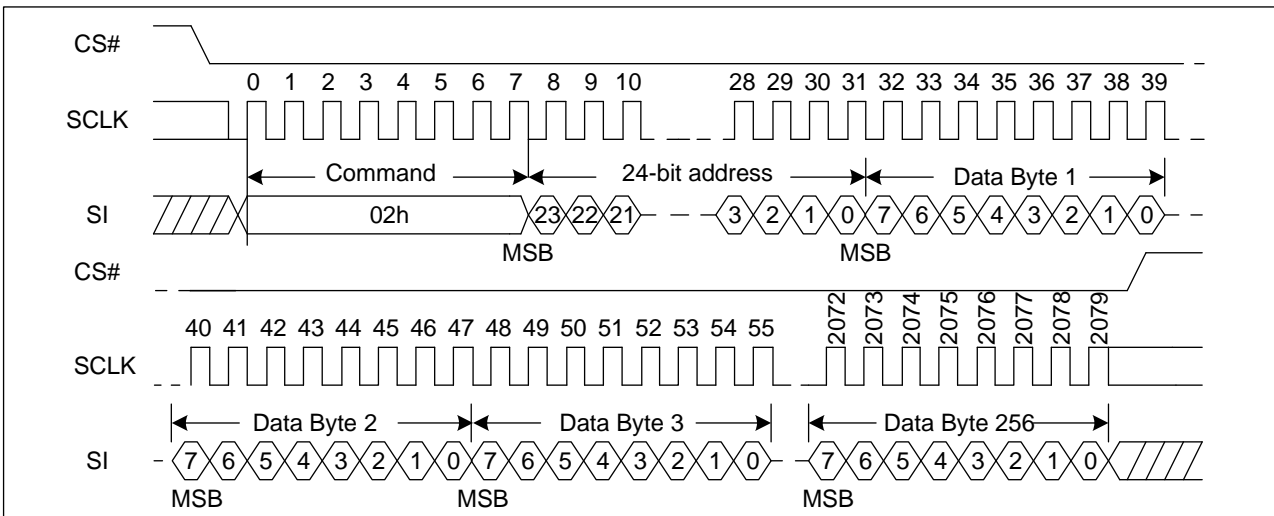 CS#
0 1 2 3 4 5 6 7 8 9 10 28 29 30 31 32 33 34 35 36 37 38 39
SCLK
Command 24-bit address Data Byte 1
SI 02h 23 22 21 3 2 1 0 7 6 5 4 3 2 1 0
MSB MSB
CS#
40 41 42 43 44 45 46 47 48 49 50 51 52 53 54 55 2072 2073 2074 2075 2076 2077 2078 2079
SCLK
Data Byte 2 Data Byte 3 Data Byte 256
SI 7 6 5 4 3 2 1 0 7 6 5 4 3 2 1 0 7 6 5 4 3 2 1 0
MSB MSB MSB